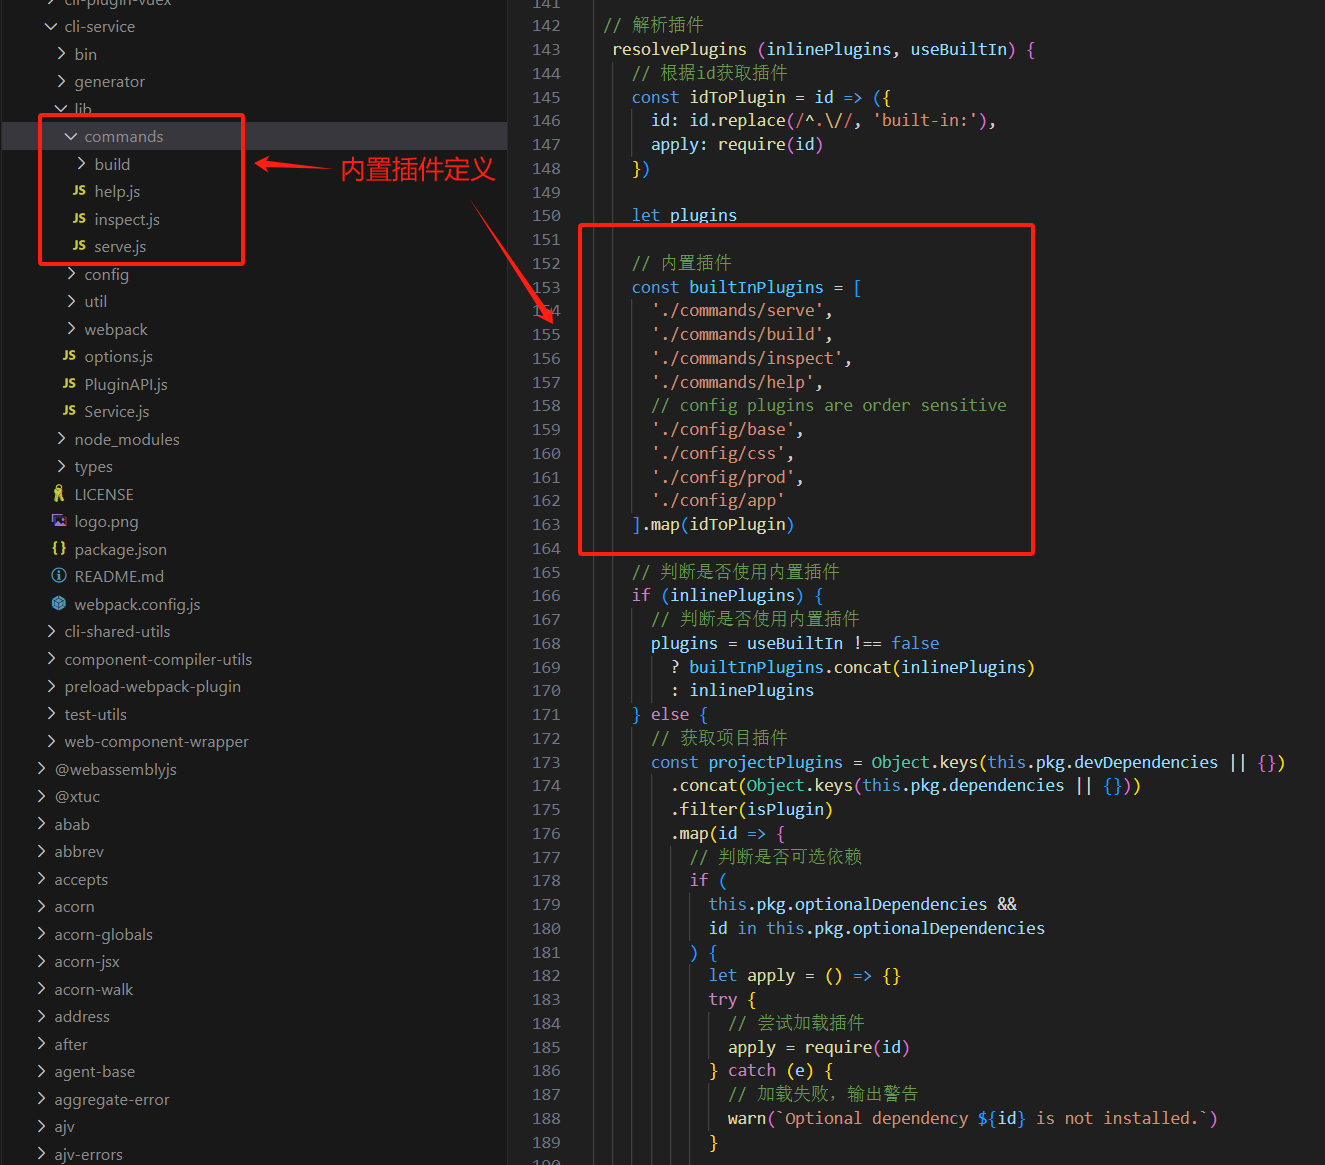 cli-plugin-vuex
cli-service
bin
generator
lib
commands
build
JS help.js
JS inspect.js
JS serve.js
config
util
webpack
JS options.js
JS PluginAPI.js
JS Service.js
node_modules
types
LICENSE
logo.png
{} package.json
README.md
webpack.config.js
cli-shared-utils
component-compiler-utils
preload-webpack-plugin
test-utils
web-component-wrapper
@webassemblyjs
@xtuc
abab
abbrev
accepts
acorn
acorn-globals
acorn-jsx
acorn-walk
address
after
agent-base
aggregate-error
ajv
ajv-errors
内置插件定义
141
142 // 解析插件
143 resolvePlugins (inlinePlugins, useBuiltIn) {
144 // 根据id获取插件
145 const idToPlugin = id => ({
146 id: id.replace(/^.\//, 'built-in:'),
147 apply: require(id)
148 })
149
150 let plugins
151
152 // 内置插件
153 const builtInPlugins = [
154 './commands/serve',
155 './commands/build',
156 './commands/inspect',
157 './commands/help',
158 // config plugins are order sensitive
159 './config/base',
160 './config/css',
161 './config/prod',
162 './config/app'
163 ].map(idToPlugin)
164
165 // 判断是否使用内置插件
166 if (inlinePlugins) {
167 // 判断是否使用内置插件
168 plugins = useBuiltIn !== false
169 ? builtInPlugins.concat(inlinePlugins)
170 : inlinePlugins
171 } else {
172 // 获取项目插件
173 const projectPlugins = Object.keys(this.pkg.devDependencies || {})
174 .concat(Object.keys(this.pkg.dependencies || {}))
175 .filter(isPlugin)
176 .map(id => {
177 // 判断是否可选依赖
178 if (
179 this.pkg.optionalDependencies &&
180 id in this.pkg.optionalDependencies
181 ) {
182 let apply = () => {}
183 try {
184 // 尝试加载插件
185 apply = require(id)
186 } catch (e) {
187 // 加载失败，输出警告
188 warn(`Optional dependency ${id} is not installed.`)
189 }
190